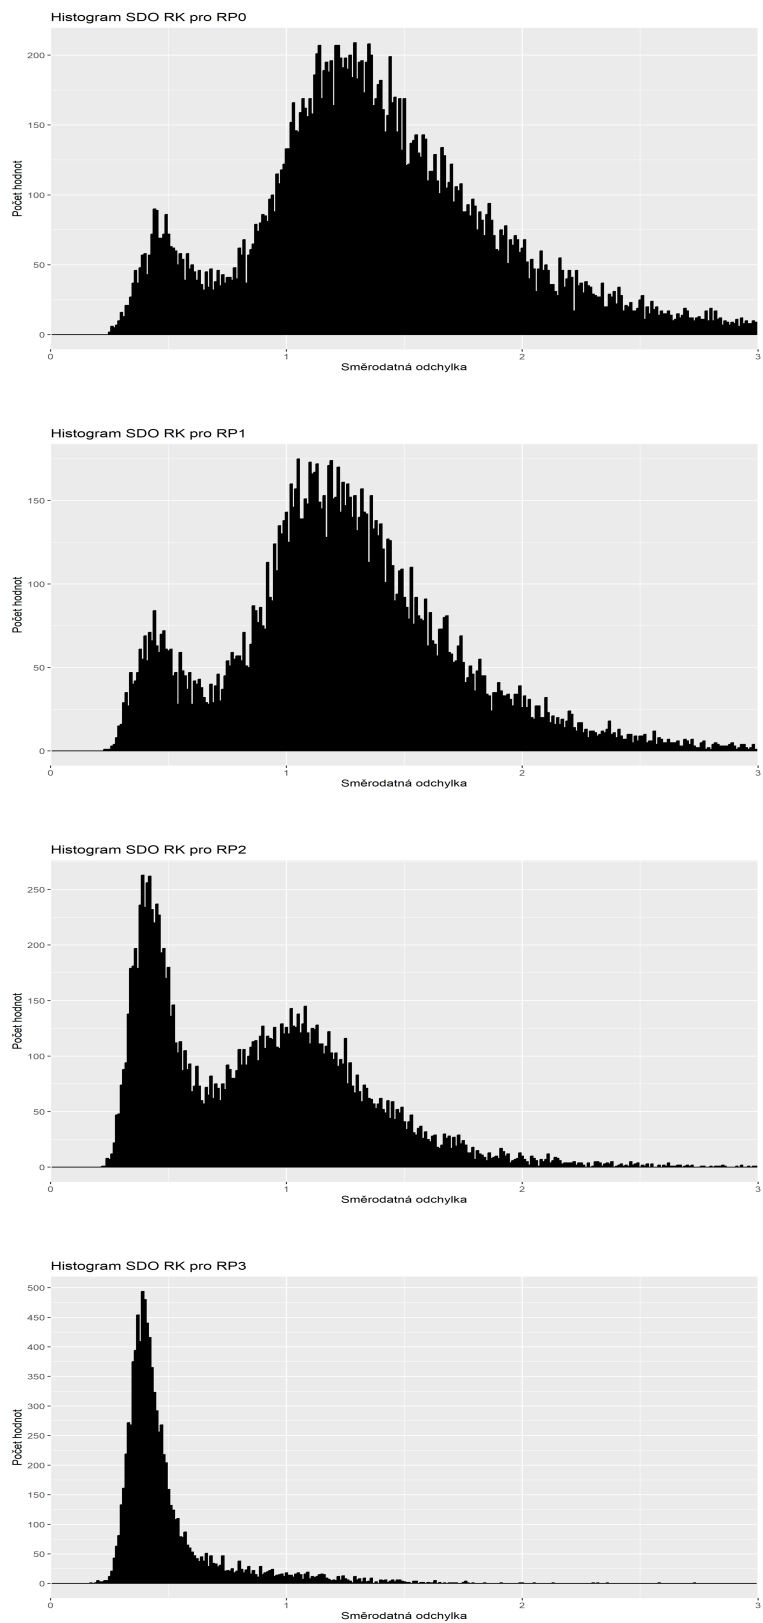 Histogram SDO RK pro RP0
200
150
100
50
0
Počet hodnot
0 1 2 3
Směrodatná odchylka
Histogram SDO RK pro RP1
150
100
50
0
Počet hodnot
0 1 2 3
Směrodatná odchylka
Histogram SDO RK pro RP2
250
200
150
100
50
0
Počet hodnot
0 1 2 3
Směrodatná odchylka
Histogram SDO RK pro RP3
500
450
400
350
300
250
200
150
100
50
0
Počet hodnot
0 1 2 3
Směrodatná odchylka